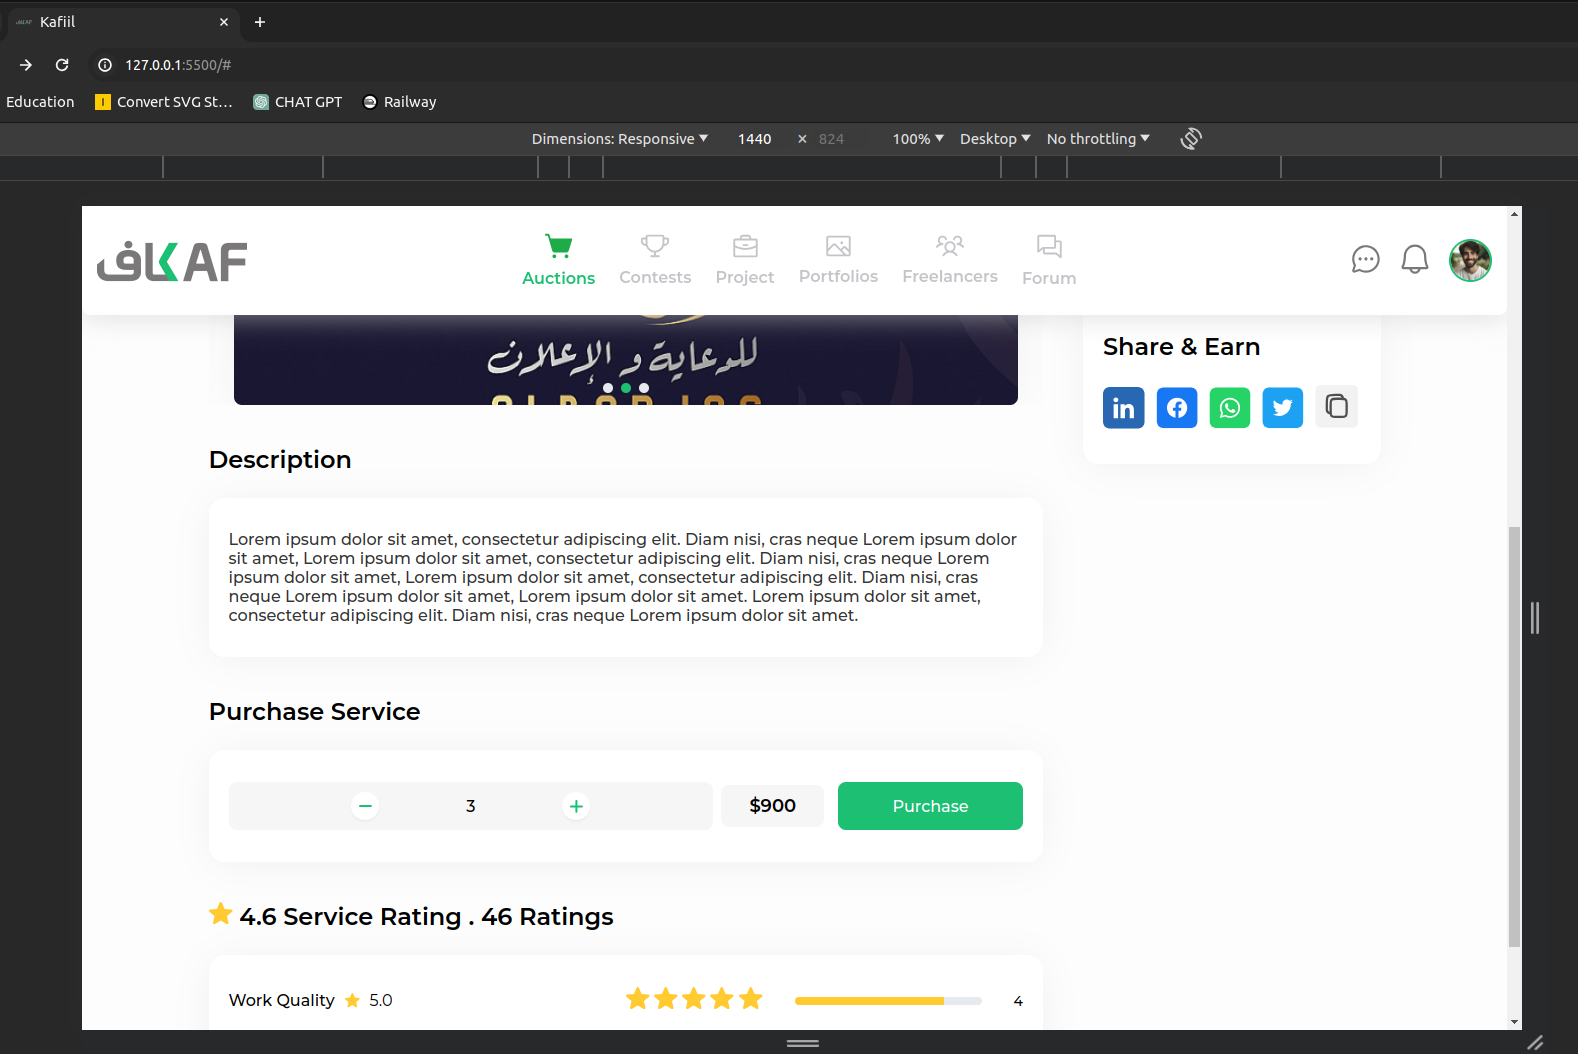 Kafiil
127.0.0.1:5500/#
Education
Convert SVG St...
CHAT GPT
Railway
Dimensions: Responsive
1440 × 824
100%
Desktop
No throttling
كاف KAF
Auctions
Contests
Project
Portfolios
Freelancers
Forum
للدعاية و الإعلان
Share & Earn
in
Description
Lorem ipsum dolor sit amet, consectetur adipiscing elit. Diam nisi, cras neque Lorem ipsum dolor
sit amet, Lorem ipsum dolor sit amet, consectetur adipiscing elit. Diam nisi, cras neque Lorem
ipsum dolor sit amet, Lorem ipsum dolor sit amet, consectetur adipiscing elit. Diam nisi, cras
neque Lorem ipsum dolor sit amet, Lorem ipsum dolor sit amet. Lorem ipsum dolor sit amet,
consectetur adipiscing elit. Diam nisi, cras neque Lorem ipsum dolor sit amet.
Purchase Service
− 3 +
$900
Purchase
4.6 Service Rating . 46 Ratings
Work Quality 5.0
4